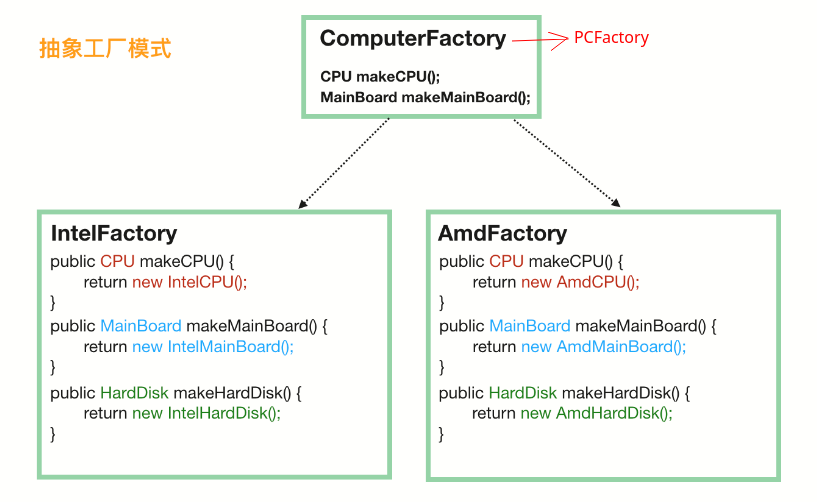 抽象工厂模式
ComputerFactory
PCFactory
CPU makeCPU();
MainBoard makeMainBoard();
IntelFactory
public CPU makeCPU() {
return new IntelCPU();
}
public MainBoard makeMainBoard() {
return new IntelMainBoard();
}
public HardDisk makeHardDisk() {
return new IntelHardDisk();
}
AmdFactory
public CPU makeCPU() {
return new AmdCPU();
}
public MainBoard makeMainBoard() {
return new AmdMainBoard();
}
public HardDisk makeHardDisk() {
return new AmdHardDisk();
}